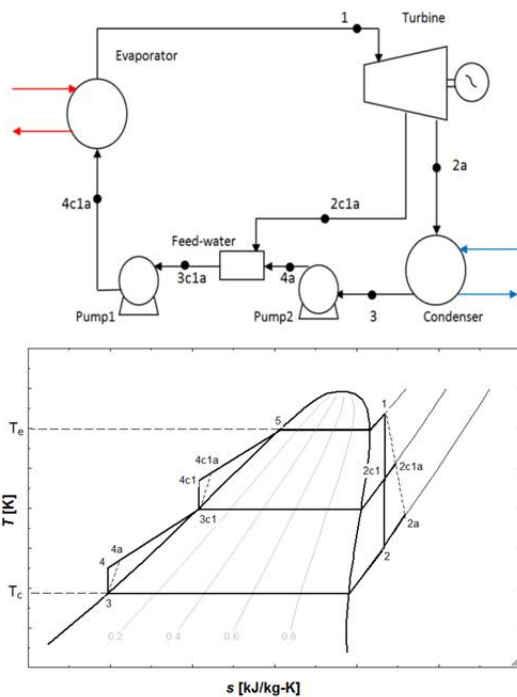 1
Turbine
Evaporator
2a
4c1a
2c1a
Feed-water
3c1a
4a
3
Pump1
Pump2
Condenser
T [K]
Te
Tc
1
5
4c1a
4c1
2c1
2c1a
3c1
2a
4a
4
2
3
0.2
0.4
0.6
0.8
s [kJ/kg-K]